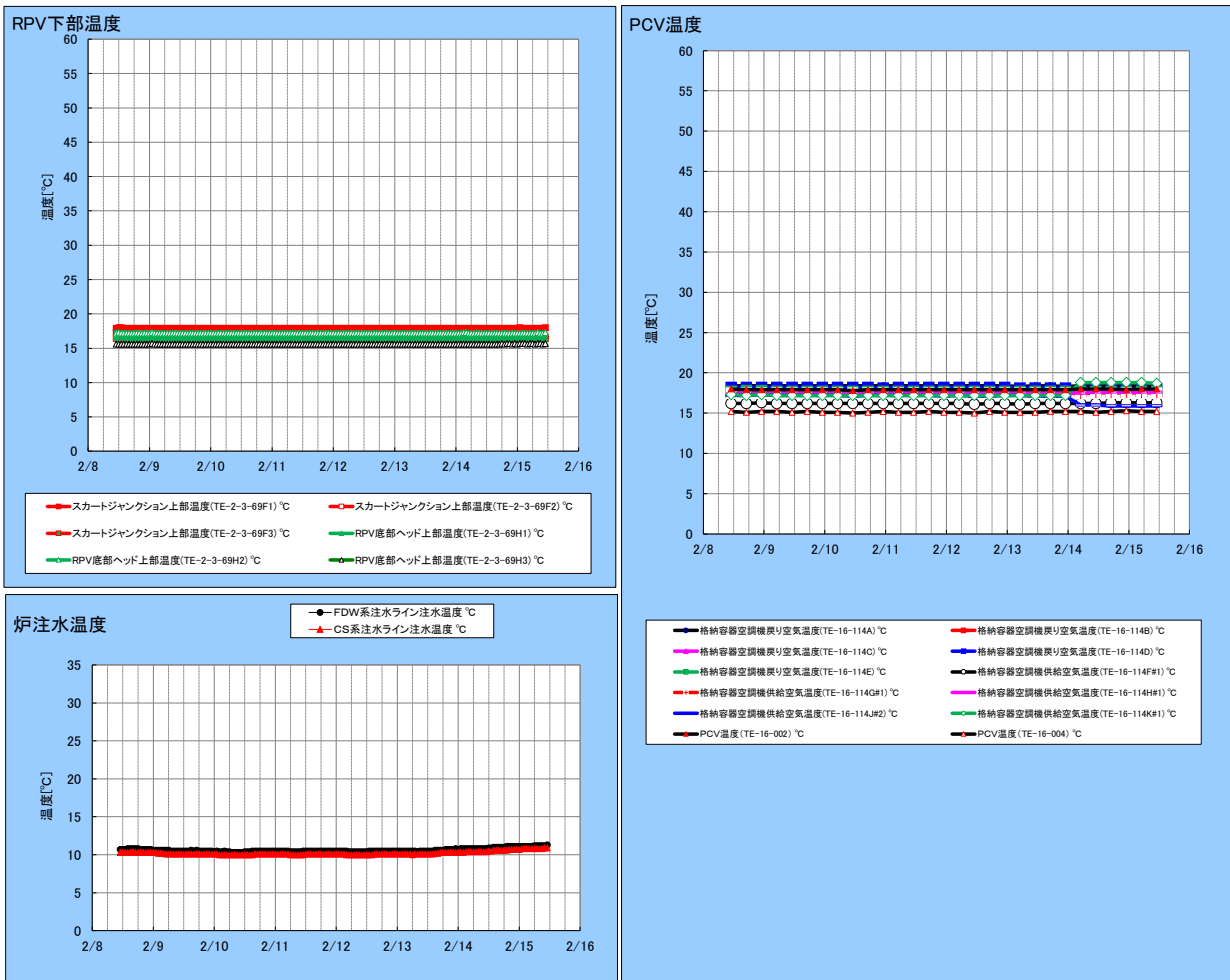 RPV下部温度
60
55
50
45
40
35
30
25
20
15
10
5
0
温度[℃]
2/8 2/9 2/10 2/11 2/12 2/13 2/14 2/15 2/16
スカートジャンクション上部温度(TE-2-3-69F1) ℃ スカートジャンクション上部温度(TE-2-3-69F2) ℃
スカートジャンクション上部温度(TE-2-3-69F3) ℃ RPV底部ヘッド上部温度(TE-2-3-69H1) ℃
RPV底部ヘッド上部温度(TE-2-3-69H2) ℃ RPV底部ヘッド上部温度(TE-2-3-69H3) ℃
炉注水温度
FDW系注水ライン注水温度 ℃
CS系注水ライン注水温度 ℃
35
30
25
20
15
10
5
0
温度[℃]
2/8 2/9 2/10 2/11 2/12 2/13 2/14 2/15 2/16
PCV温度
60
55
50
45
40
35
30
25
20
15
10
5
0
温度[℃]
2/8 2/9 2/10 2/11 2/12 2/13 2/14 2/15 2/16
格納容器空調機戻り空気温度(TE-16-114A) ℃ 格納容器空調機戻り空気温度(TE-16-114B) ℃
格納容器空調機戻り空気温度(TE-16-114C) ℃ 格納容器空調機戻り空気温度(TE-16-114D) ℃
格納容器空調機戻り空気温度(TE-16-114E) ℃ 格納容器空調機供給空気温度(TE-16-114F#1) ℃
格納容器空調機供給空気温度(TE-16-114G#1) ℃ 格納容器空調機供給空気温度(TE-16-114H#1) ℃
格納容器空調機供給空気温度(TE-16-114J#2) ℃ 格納容器空調機供給空気温度(TE-16-114K#1) ℃
PCV温度(TE-16-002) ℃ PCV温度(TE-16-004) ℃